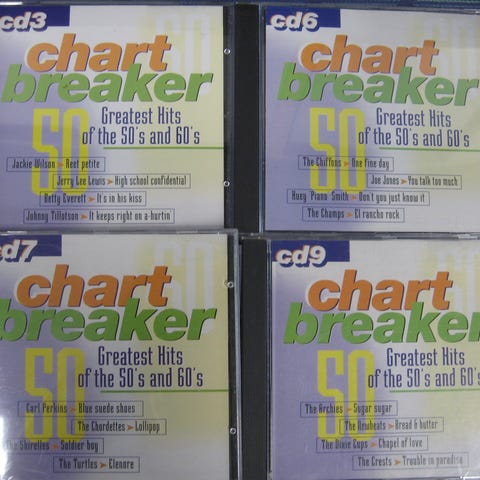 cd3
chart
breaker
50
Greatest Hits
of the 50's and 60's
Jackie Wilson > Reet petite
Jerry Lee Lewis > High school confidential
Betty Everett > It's in his kiss
Johnny Tillotson > It keeps right on a-hurtin'
cd6
chart
breaker
50
Greatest Hits
of the 50's and 60's
The Chiffons > One fine day
Joe Jones > You talk too much
Huey "Piano" Smith > Don't you just know it
The Champs > El rancho rock
cd7
chart
breaker
50
Greatest Hits
of the 50's and 60's
Carl Perkins > Blue suede shoes
The Chordettes > Lollipop
The Shirelles > Soldier boy
The Turtles > Elenore
cd9
chart
breaker
50
Greatest Hits
of the 50's and 60's
The Archies > Sugar sugar
The Newbeats > Bread & butter
The Dixie Cups > Chapel of love
The Crests > Trouble in paradise